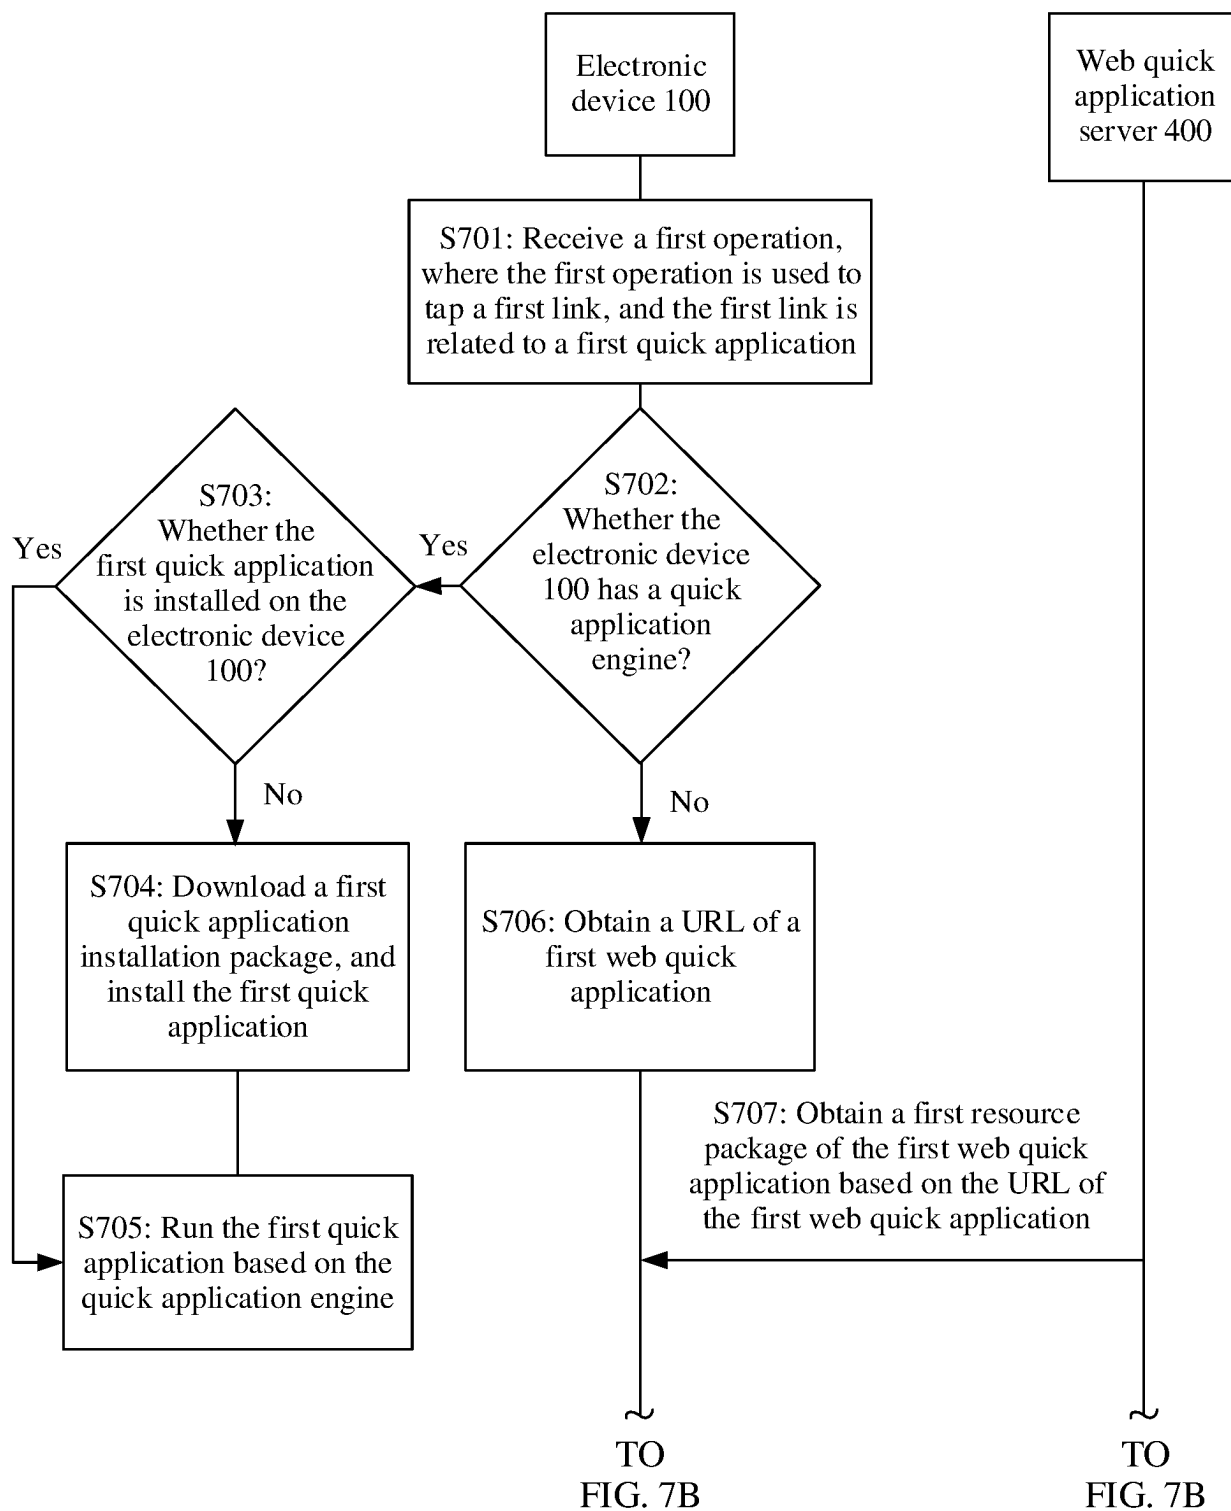 Electronic
device 100
Web quick
application
server 400
S701: Receive a first operation,
where the first operation is used to
tap a first link, and the first link is
related to a first quick application
S703:
Whether the
first quick application
is installed on the
electronic device
100?
Yes
S702:
Whether the
electronic device
100 has a quick
application
engine?
Yes
No
No
S704: Download a first
quick application
installation package, and
install the first quick
application
S706: Obtain a URL of a
first web quick
application
S707: Obtain a first resource
package of the first web quick
application based on the URL of
the first web quick application
S705: Run the first quick
application based on the
quick application engine
TO
FIG. 7B
TO
FIG. 7B